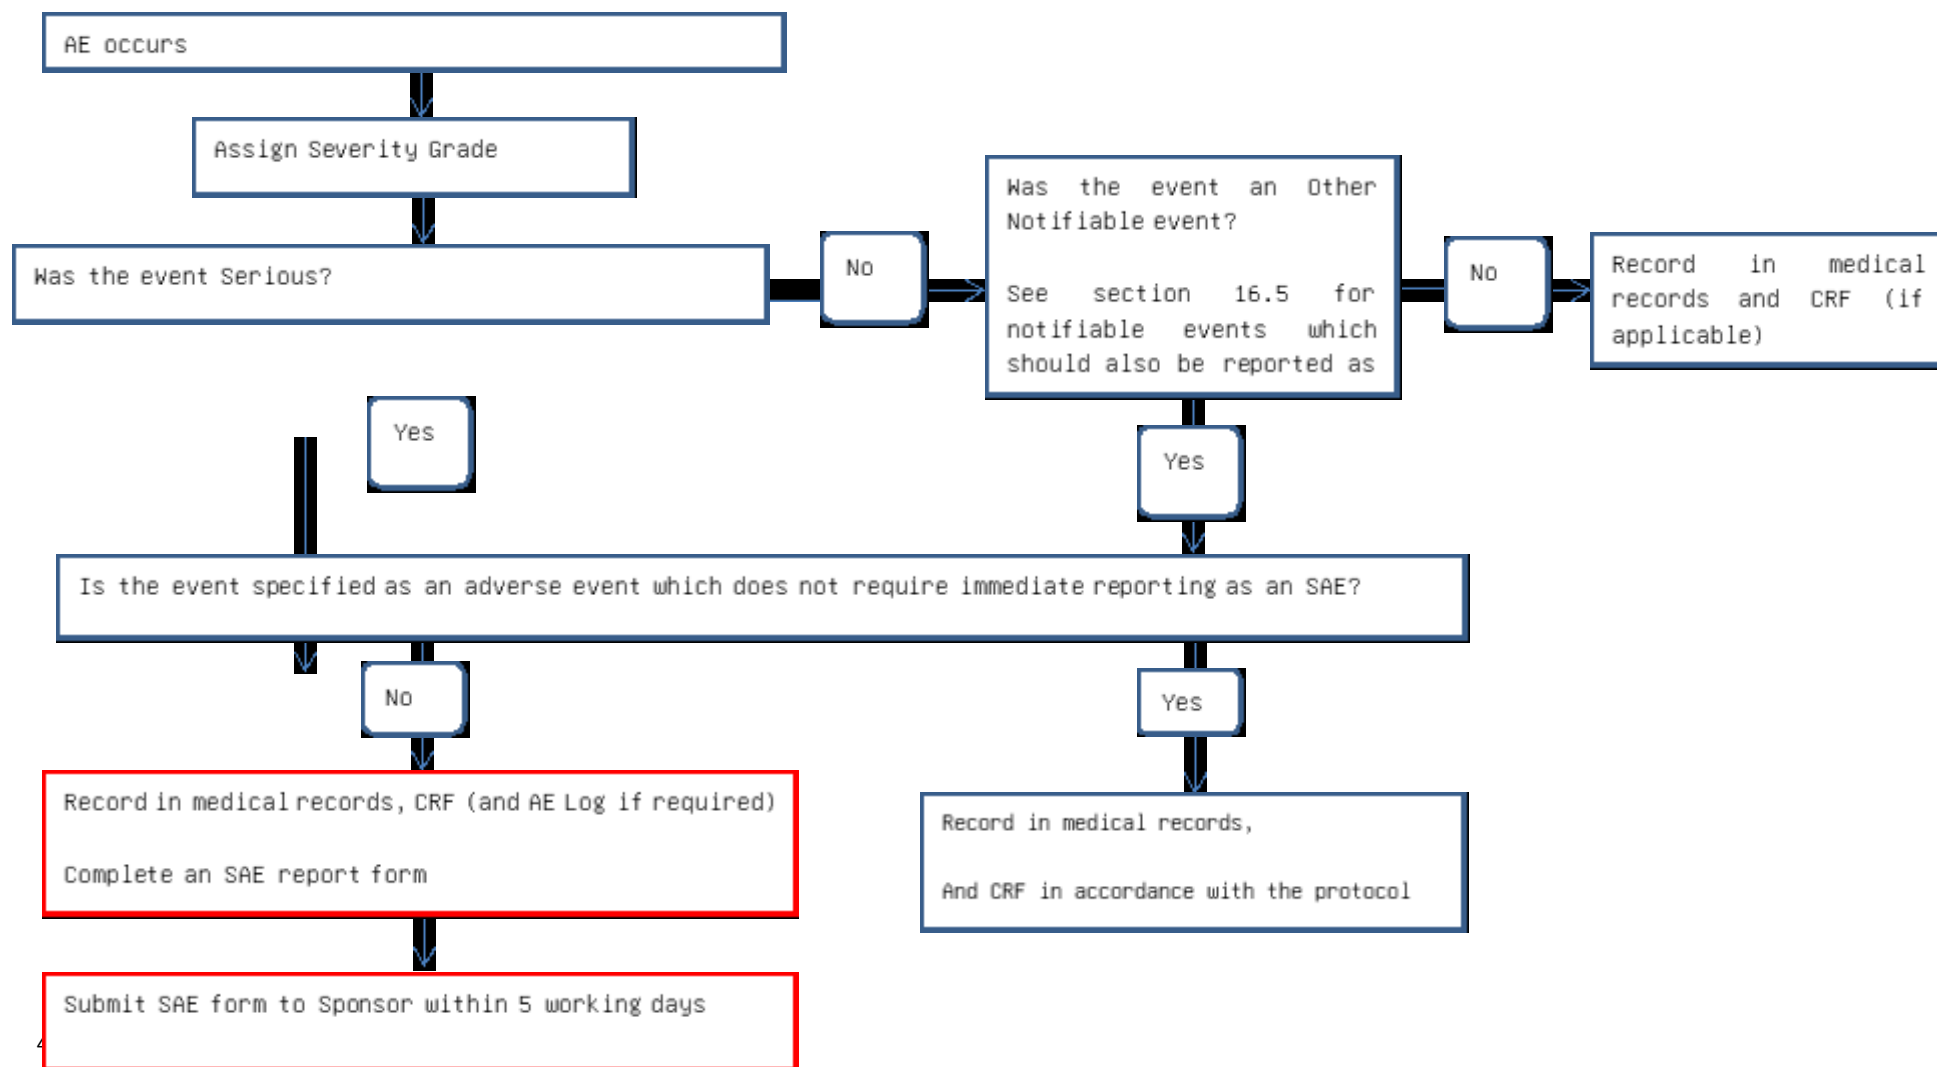 AE occurs
Assign Severity Grade
Was the event Serious?
No
Was the event an Other
Notifiable event?
See section 16.5 for
notifiable events which
should also be reported as
No
Record in medical
records and CRF (if
applicable)
Yes
Yes
Is the event specified as an adverse event which does not require immediate reporting as an SAE?
No
Yes
Record in medical records, CRF (and AE Log if required)
Complete an SAE report form
Record in medical records,
And CRF in accordance with the protocol
Submit SAE form to Sponsor within 5 working days